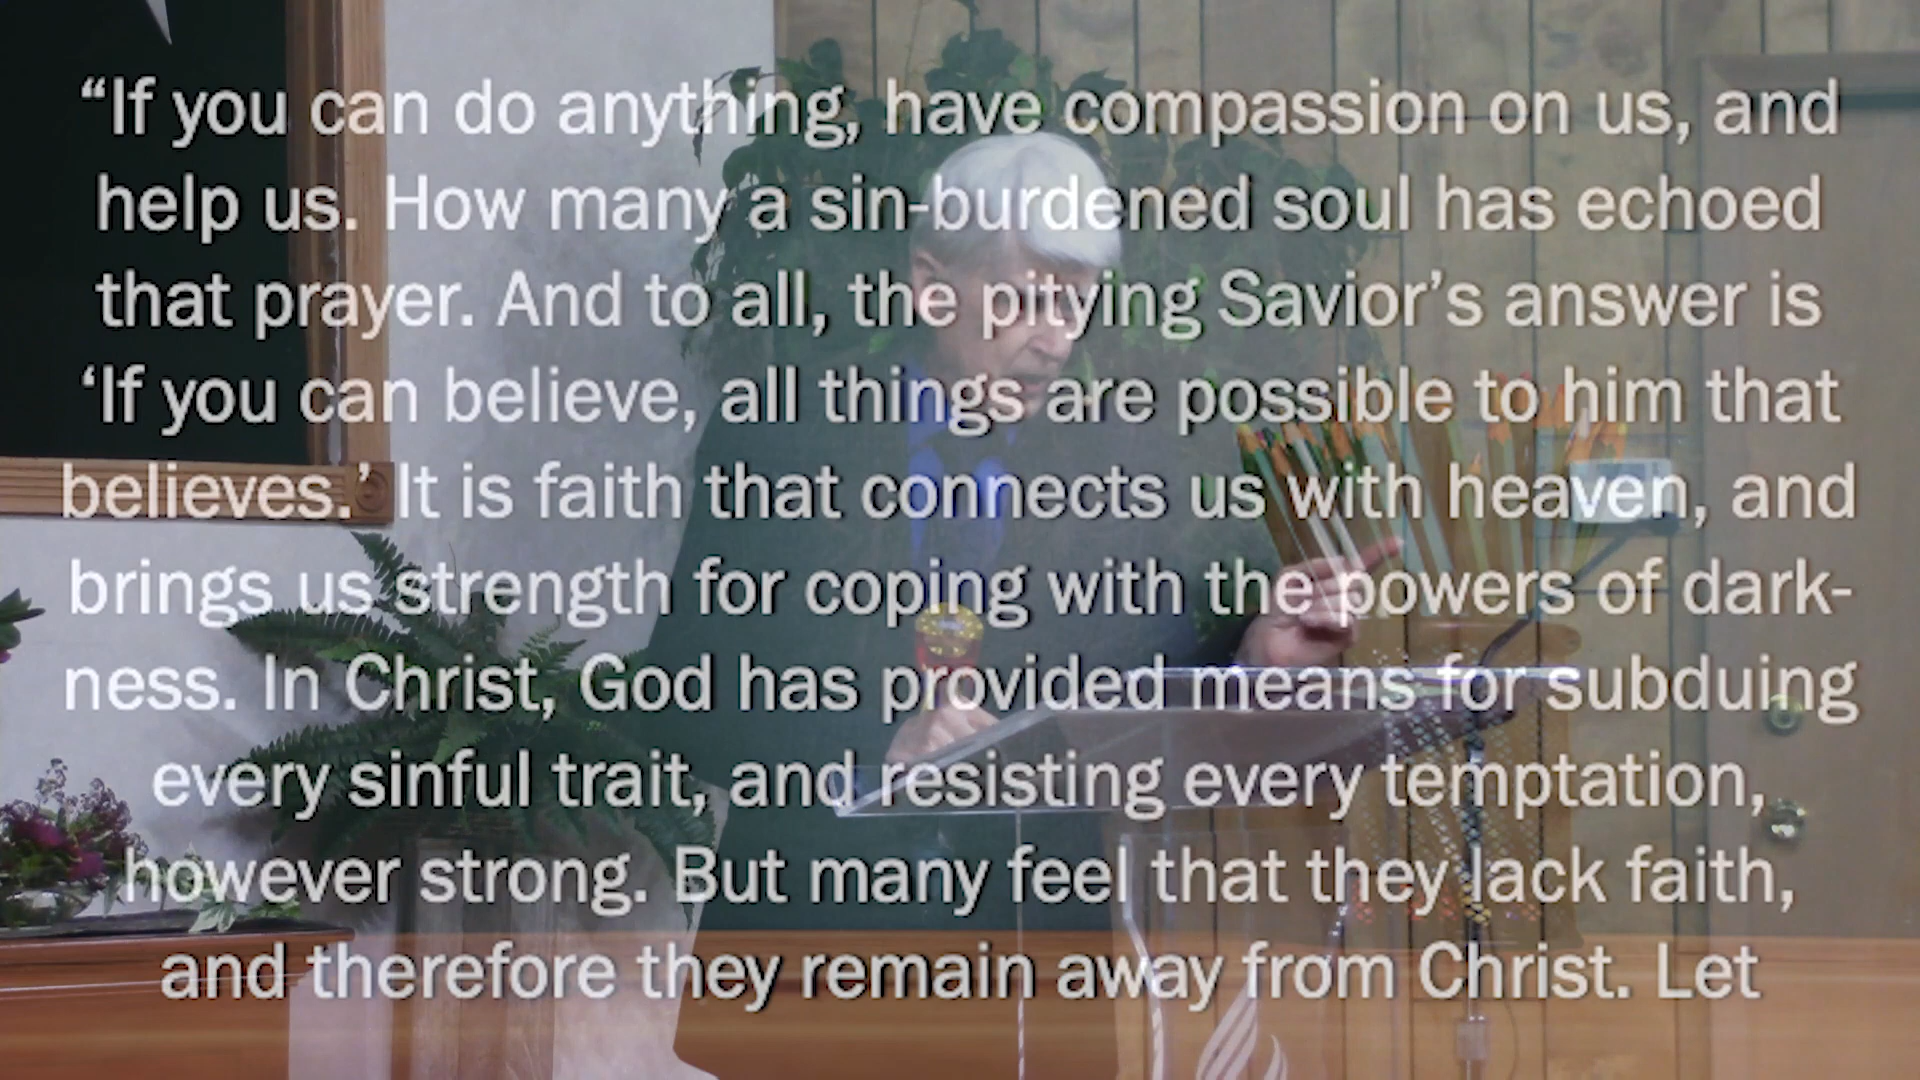 “If you can do anything, have compassion on us, and
help us. How many a sin-burdened soul has echoed
that prayer. And to all, the pitying Savior’s answer is
‘If you can believe, all things are possible to him that
believes.’ It is faith that connects us with heaven, and
brings us strength for coping with the powers of dark-
ness. In Christ, God has provided means for subduing
every sinful trait, and resisting every temptation,
however strong. But many feel that they lack faith,
and therefore they remain away from Christ. Let